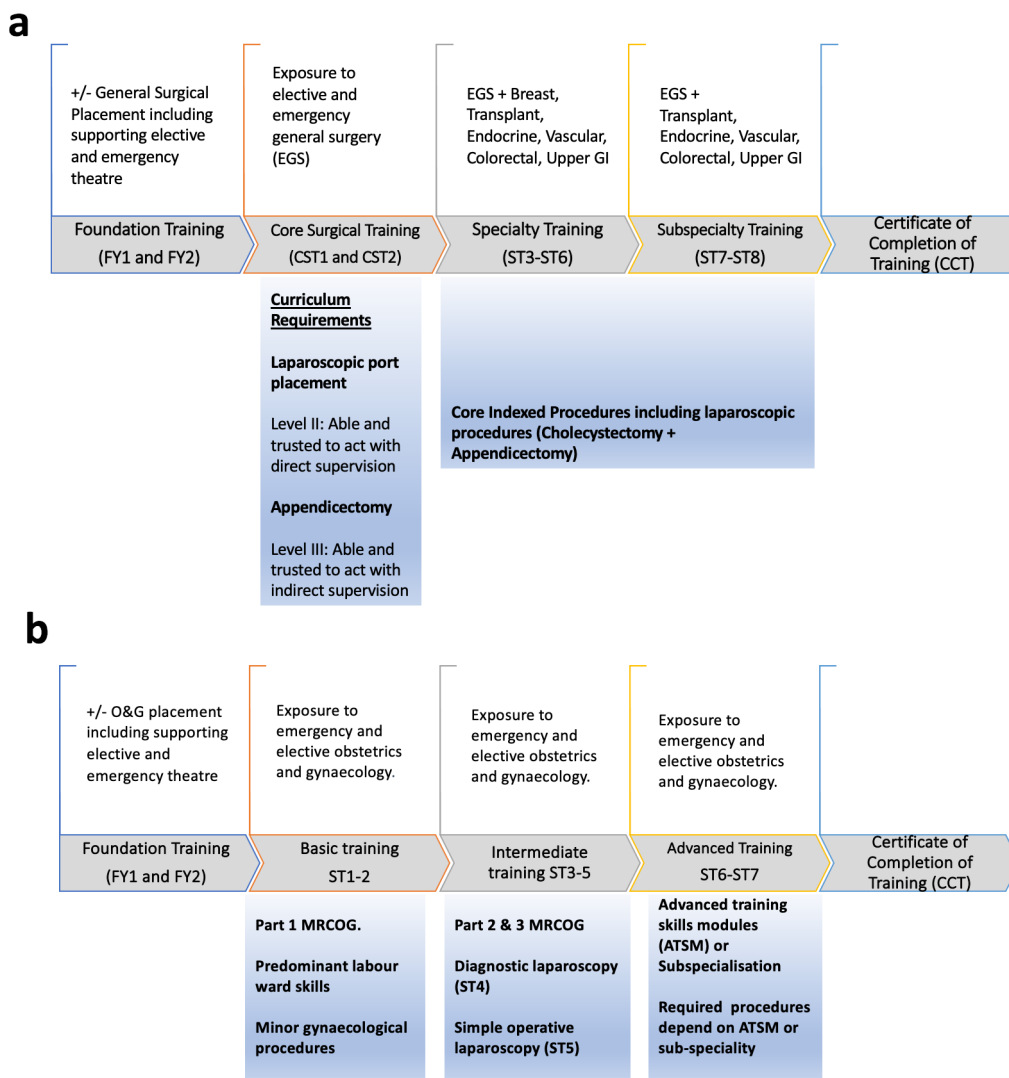 a
+/- General Surgical
Placement including
supporting elective
and emergency
theatre
Exposure to
elective and
emergency
general surgery
(EGS)
EGS + Breast,
Transplant,
Endocrine, Vascular,
Colorectal, Upper GI
EGS +
Transplant,
Endocrine, Vascular,
Colorectal, Upper GI
Foundation Training
(FY1 and FY2)
Core Surgical Training
(CST1 and CST2)
Specialty Training
(ST3-ST6)
Subspecialty Training
(ST7-ST8)
Certificate of
Completion of
Training (CCT)
Curriculum
Requirements
Laparoscopic port
placement
Level II: Able and
trusted to act with
direct supervision
Appendicectomy
Level III: Able and
trusted to act with
indirect supervision
Core Indexed Procedures including laparoscopic
procedures (Cholecystectomy +
Appendicectomy)
b
+/- O&G placement
including supporting
elective and
emergency theatre
Exposure to
emergency and
elective obstetrics
and gynaecology.
Exposure to
emergency and
elective obstetrics
and gynaecology.
Exposure to
emergency and
elective obstetrics
and gynaecology.
Foundation Training
(FY1 and FY2)
Basic training
ST1-2
Intermediate
training ST3-5
Advanced Training
ST6-ST7
Certificate of
Completion of
Training (CCT)
Part 1 MRCOG.
Predominant labour
ward skills
Minor gynaecological
procedures
Part 2 & 3 MRCOG
Diagnostic laparoscopy
(ST4)
Simple operative
laparoscopy (ST5)
Advanced training
skills modules
(ATSM) or
Subspecialisation
Required procedures
depend on ATSM or
sub-speciality